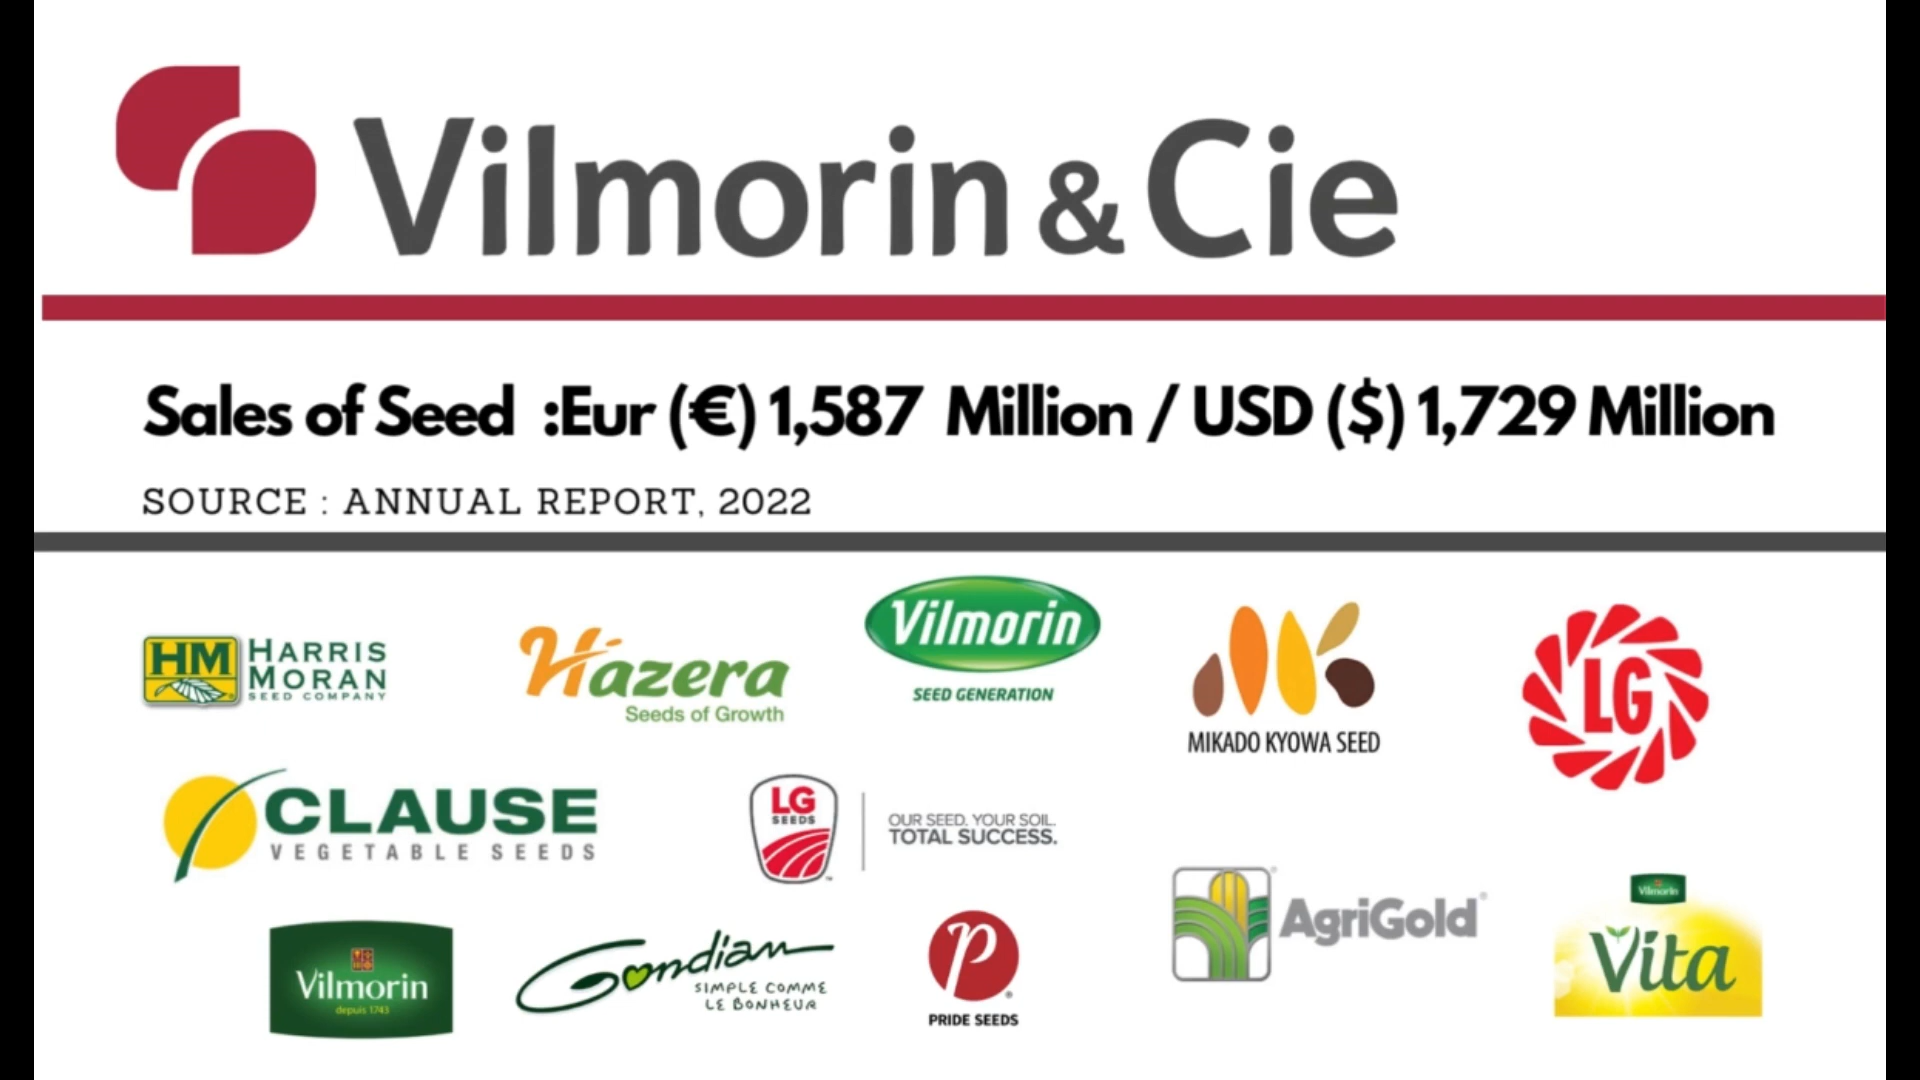 Vilmorin & Cie
Sales of Seed :Eur (€) 1,587 Million / USD ($) 1,729 Million
SOURCE : ANNUAL REPORT, 2022
HM HARRIS
MORAN
SEED COMPANY
Hazera
Seeds of Growth
Vilmorin
SEED GENERATION
MIKADO KYOWA SEED
LG
CLAUSE
VEGETABLE SEEDS
LG
SEEDS
OUR SEED. YOUR SOIL.
TOTAL SUCCESS.
AgriGold
Vilmorin
Vita
Vilmorin
depuis 1743
Gondian
SIMPLE COMME
LE BONHEUR
P
PRIDE SEEDS